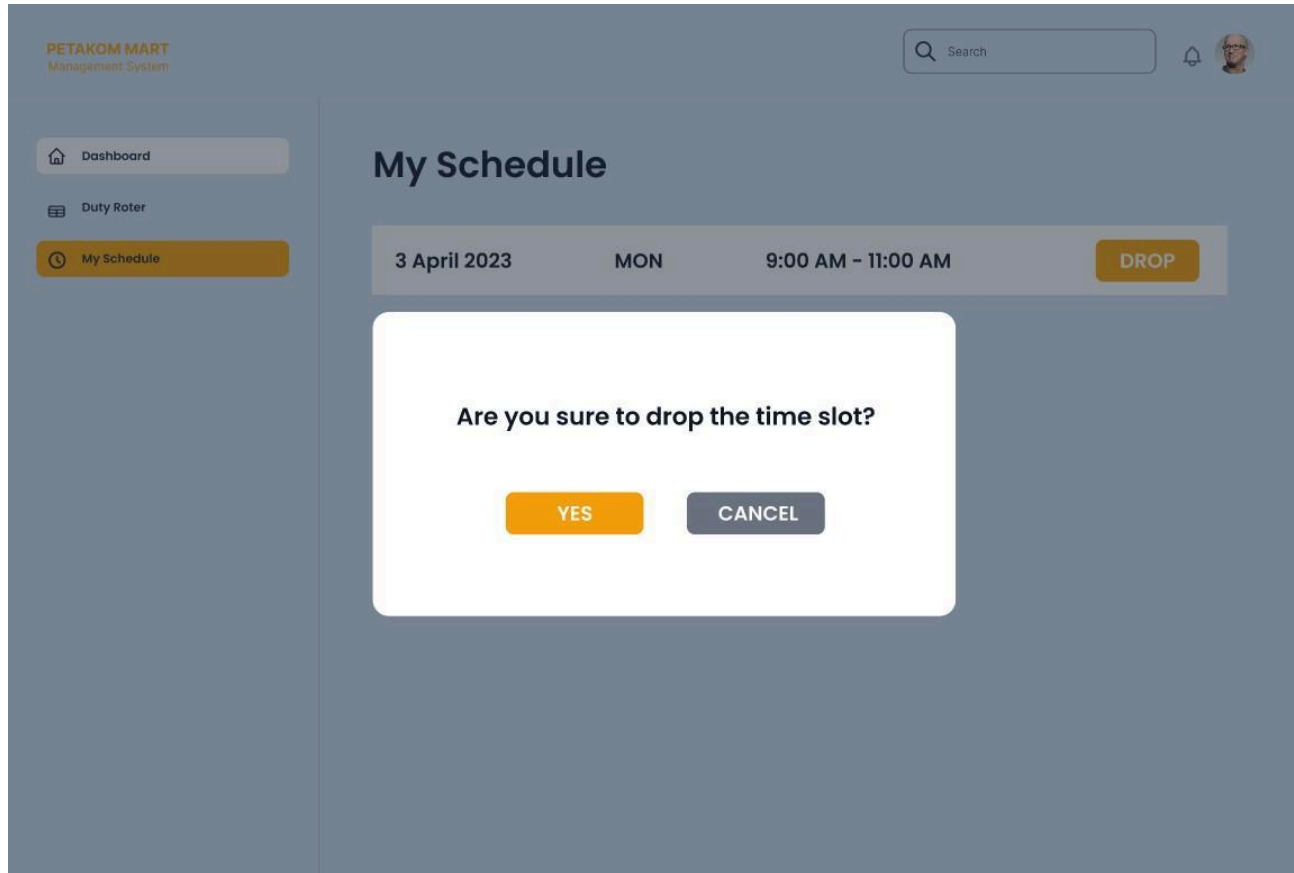 PETAKOM MART
Management System
Search
Dashboard
Duty Roter
My Schedule
My Schedule
3 April 2023 MON 9:00 AM - 11:00 AM DROP
Are you sure to drop the time slot?
YES CANCEL